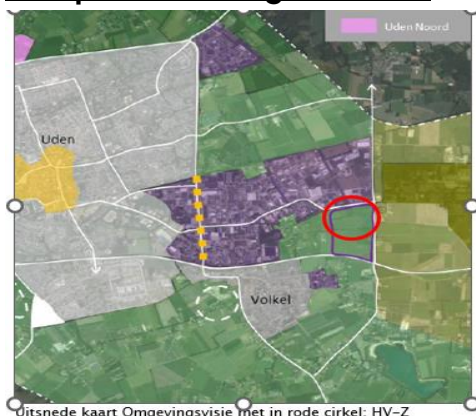 Uden Noord
Uden
Volkel
Uitsnede kaart Omgevingsvisie met in rode cirkel: HV-Z